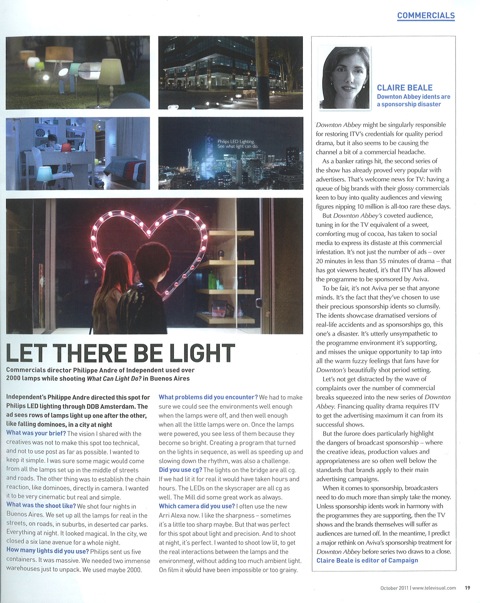 COMMERCIALS
Philips LED Lighting.
See what light can do
LET THERE BE LIGHT
Commercials director Philippe Andre of Independent used over
2000 lamps while shooting What Can Light Do? in Buenos Aires
Independent's Philippe Andre directed this spot for
Philips LED lighting through DDB Amsterdam. The
ad sees rows of lamps light up one after the other,
like falling dominoes, in a city at night
What was your brief? The vision I shared with the
creatives was not to make this spot too technical,
and not to use post as far as possible. I wanted to
keep it simple. I was sure some magic would come
from all the lamps set up in the middle of streets
and roads. The other thing was to establish the chain
reaction, like dominoes, directly in camera. I wanted
it to be very cinematic but real and simple.
What was the shoot like? We shot four nights in
Buenos Aires. We set up all the lamps for real in the
streets, on roads, in suburbs, in deserted car parks.
Everything at night. It looked magical. In the city, we
closed a six lane avenue for a whole night.
How many lights did you use? Philips sent us five
containers. It was massive. We needed two immense
warehouses just to unpack. We used maybe 2000.
What problems did you encounter? We had to make
sure we could see the environments well enough
when the lamps were off, and then well enough
when all the little lamps were on. Once the lamps
were powered, you see less of them because they
become so bright. Creating a program that turned
on the lights in sequence, as well as speeding up and
slowing down the rhythm, was also a challenge.
Did you use cg? The lights on the bridge are all cg.
If we had lit it for real it would have taken hours and
hours. The LEDs on the skyscraper are all cg as
well. The Mill did some great work as always.
Which camera did you use? I often use the new
Arri Alexa now. I like the sharpness – sometimes
it's a little too sharp maybe. But that was perfect
for this spot about light and precision. And to shoot
at night, it's perfect. I wanted to shoot low lit, to get
the real interactions between the lamps and the
environment, without adding too much ambient light.
On film it would have been impossible or too grainy.
CLAIRE BEALE
Downton Abbey idents are
a sponsorship disaster
Downton Abbey might be singularly responsible
for restoring ITV's credentials for quality period
drama, but it also seems to be causing the
channel a bit of a commercial headache.
As a banker ratings hit, the second series of
the show has already proved very popular with
advertisers. That's welcome news for TV: having a
queue of big brands with their glossy commercials
keen to buy into quality audiences and viewing
figures nipping 10 million is all-too rare these days.
But Downton Abbey's coveted audience,
tuning in for the TV equivalent of a sweet,
comforting mug of cocoa, has taken to social
media to express its distaste at this commercial
infestation. It's not just the number of ads – over
20 minutes in less than 55 minutes of drama – that
has got viewers heated, it's that ITV has allowed
the programme to be sponsored by Aviva.
To be fair, it's not Aviva per se that anyone
minds. It's the fact that they've chosen to use
their precious sponsorship idents so clumsily.
The idents showcase dramatised versions of
real-life accidents and as sponsorships go, this
one's a disaster. It's utterly unsympathetic to
the programme environment it's supporting,
and misses the unique opportunity to tap into
all the warm fuzzy feelings that fans have for
Downton's beautifully shot period setting.
Let's not get distracted by the wave of
complaints over the number of commercial
breaks squeezed into the new series of Downton
Abbey. Financing quality drama requires ITV
to get the advertising maximum it can from its
successful shows.
But the furore does particularly highlight
the dangers of broadcast sponsorship – where
the creative ideas, production values and
appropriateness are so often well below the
standards that brands apply to their main
advertising campaigns.
When it comes to sponsorship, broadcasters
need to do much more than simply take the money.
Unless sponsorship idents work in harmony with
the programmes they are supporting, then the TV
shows and the brands themselves will suffer as
audiences are turned off. In the meantime, I predict
a major rethink on Aviva's sponsorship treatment for
Downton Abbey before series two draws to a close.
Claire Beale is editor of Campaign
October 2011 | www.televisual.com 19